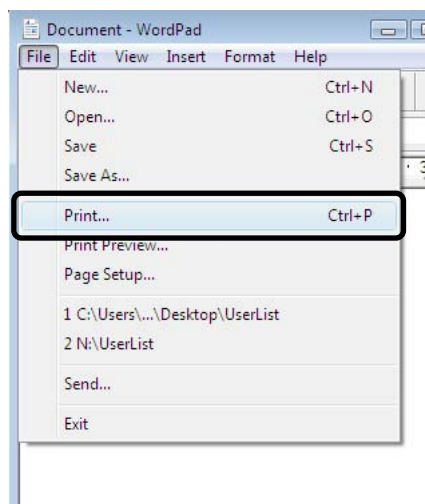 Document - WordPad
File Edit View Insert Format Help
New... Ctrl+N
Open... Ctrl+O
Save Ctrl+S
Save As...
Print... Ctrl+P
Print Preview...
Page Setup...
1 C:\Users\...\Desktop\UserList
2 N:\UserList
Send...
Exit